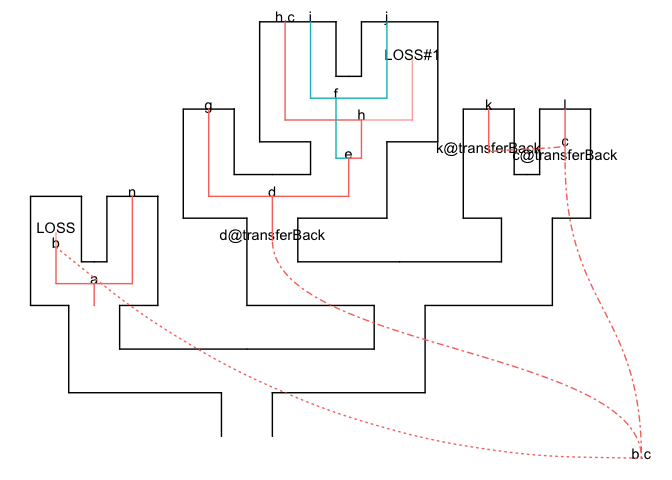 h c i j
LOSS#1
f
g h k l
c
k@transferBack
c@transferBack
e
n d
LOSS
d@transferBack
b
a
b c